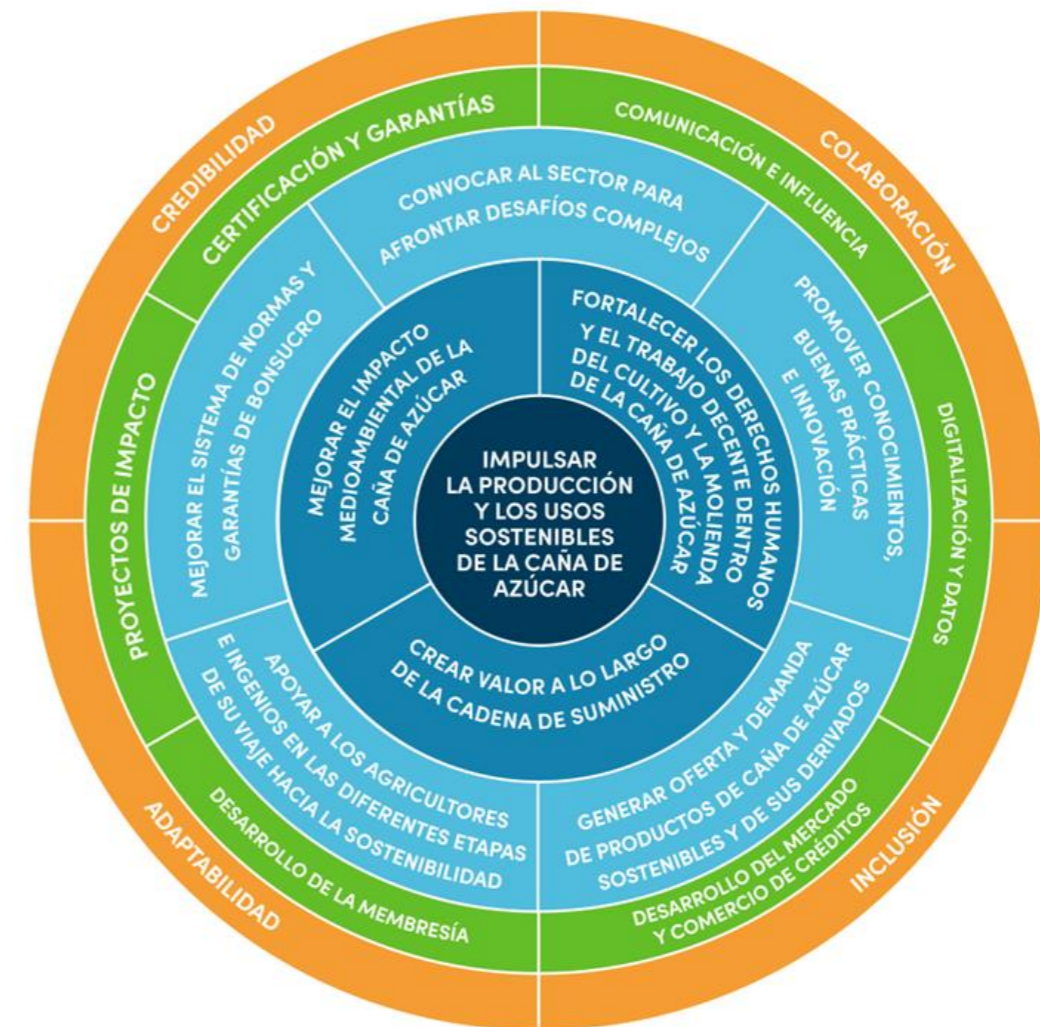 CREDIBILIDAD
COLABORACIÓN
INCLUSIÓN
ADAPTABILIDAD
CERTIFICACIÓN Y GARANTÍAS
COMUNICACIÓN E INFLUENCIA
DIGITALIZACIÓN Y DATOS
DESARROLLO DEL MERCADO
Y COMERCIO DE CRÉDITOS
DESARROLLO DE LA MEMBRESÍA
PROYECTOS DE IMPACTO
CONVOCAR AL SECTOR PARA
AFRONTAR DESAFÍOS COMPLEJOS
PROMOVER CONOCIMIENTOS,
BUENAS PRÁCTICAS
E INNOVACIÓN
GENERAR OFERTA Y DEMANDA
DE PRODUCTOS DE CAÑA DE AZÚCAR
SOSTENIBLES Y DE SUS DERIVADOS
APOYAR A LOS AGRICULTORES
E INGENIOS EN LAS DIFERENTES ETAPAS
DE SU VIAJE HACIA LA SOSTENIBILIDAD
MEJORAR EL SISTEMA DE NORMAS Y
GARANTÍAS DE BONSUCRO
MEJORAR EL IMPACTO
MEDIOAMBIENTAL DE LA
CAÑA DE AZÚCAR
FORTALECER LOS DERECHOS HUMANOS
Y EL TRABAJO DECENTE DENTRO
DEL CULTIVO Y LA MOLIENDA
DE LA CAÑA DE AZÚCAR
CREAR VALOR A LO LARGO
DE LA CADENA DE SUMINISTRO
IMPULSAR
LA PRODUCCIÓN
Y LOS USOS
SOSTENIBLES
DE LA CAÑA DE
AZÚCAR